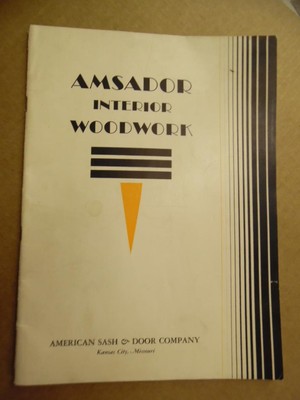 AMSADOR
INTERIOR
WOODWORK
AMERICAN SASH & DOOR COMPANY
Kansas City, Missouri